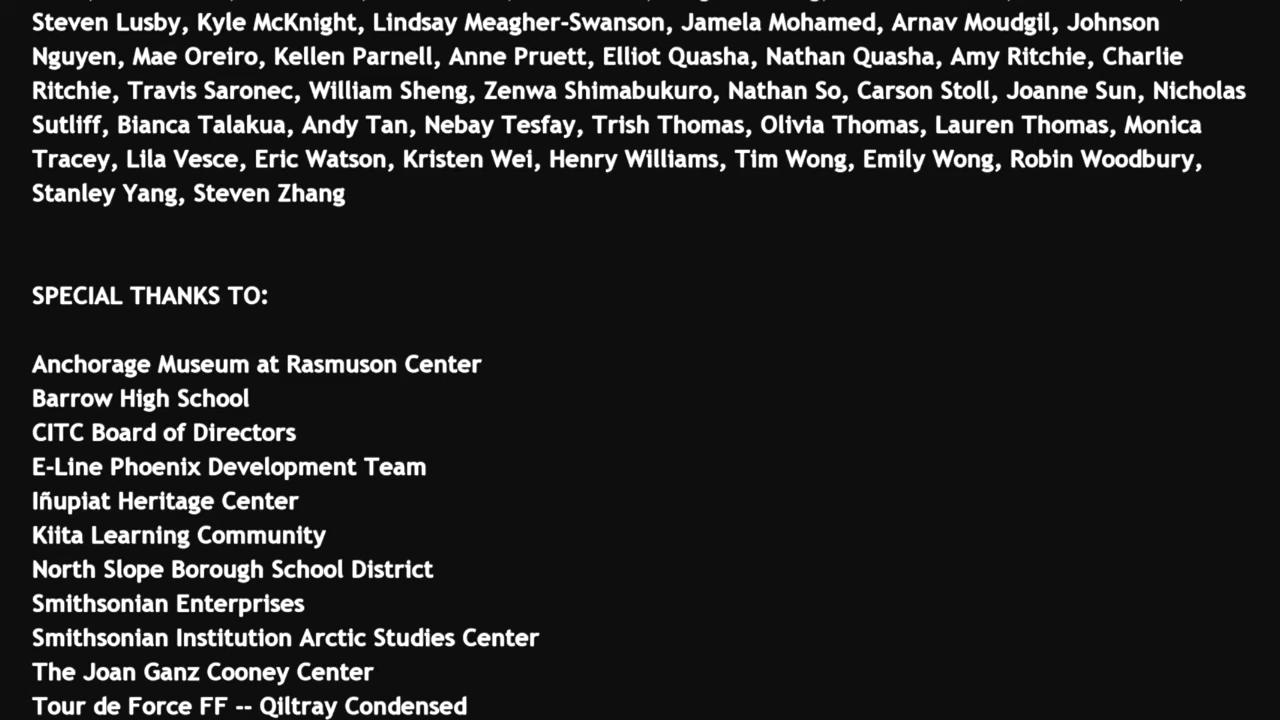 Steven Lusby, Kyle McKnight, Lindsay Meagher-Swanson, Jamela Mohamed, Arnav Moudgil, Johnson
Nguyen, Mae Oreiro, Kellen Parnell, Anne Pruett, Elliot Quasha, Nathan Quasha, Amy Ritchie, Charlie
Ritchie, Travis Saronec, William Sheng, Zenwa Shimabukuro, Nathan So, Carson Stoll, Joanne Sun, Nicholas
Sutliff, Bianca Talakua, Andy Tan, Nebay Tesfay, Trish Thomas, Olivia Thomas, Lauren Thomas, Monica
Tracey, Lila Vesce, Eric Watson, Kristen Wei, Henry Williams, Tim Wong, Emily Wong, Robin Woodbury,
Stanley Yang, Steven Zhang
SPECIAL THANKS TO:
Anchorage Museum at Rasmuson Center
Barrow High School
CITC Board of Directors
E-Line Phoenix Development Team
Iñupiat Heritage Center
Kiita Learning Community
North Slope Borough School District
Smithsonian Enterprises
Smithsonian Institution Arctic Studies Center
The Joan Ganz Cooney Center
Tour de Force FF -- Qiltray Condensed